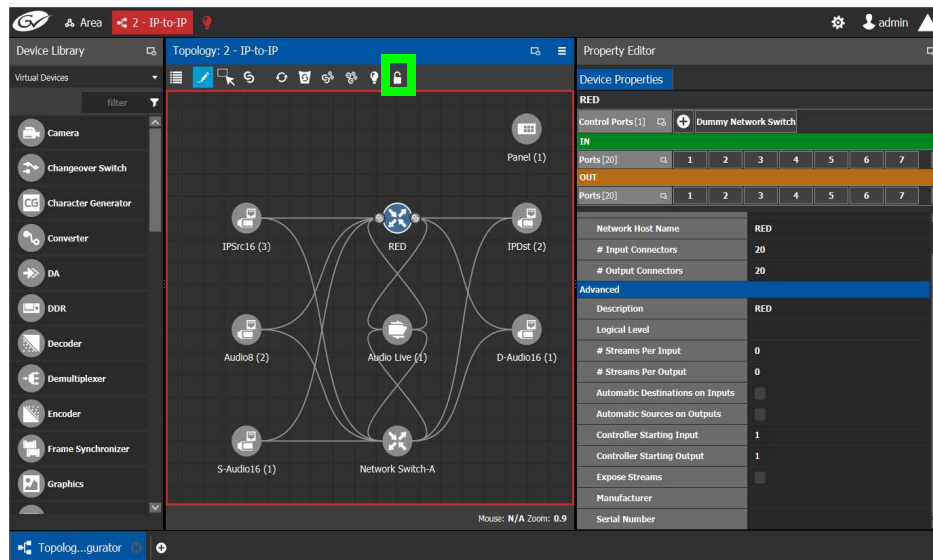 GV Area 2 - IP-to-IP admin
Device Library
Topology: 2 - IP-to-IP
Property Editor
Virtual Devices
filter
Camera
Changeover Switch
CG Character Generator
Converter
DA
DDR
Decoder
Demultiplexer
Encoder
Frame Synchronizer
Graphics
Panel (1)
IPSrc16 (3)
RED
IPDst (2)
Audio8 (2)
Audio Live (1)
D-Audio16 (1)
S-Audio16 (1)
Network Switch-A
Mouse: N/A Zoom: 0.9
Device Properties
RED
Control Ports [1] Dummy Network Switch
IN
Ports [20] 1 2 3 4 5 6 7
OUT
Ports [20] 1 2 3 4 5 6 7
Network Host Name RED
# Input Connectors 20
# Output Connectors 20
Advanced
Description RED
Logical Level
# Streams Per Input 0
# Streams Per Output 0
Automatic Destinations on Inputs
Automatic Sources on Outputs
Controller Starting Input 1
Controller Starting Output 1
Expose Streams
Manufacturer
Serial Number
Topolog...gurator